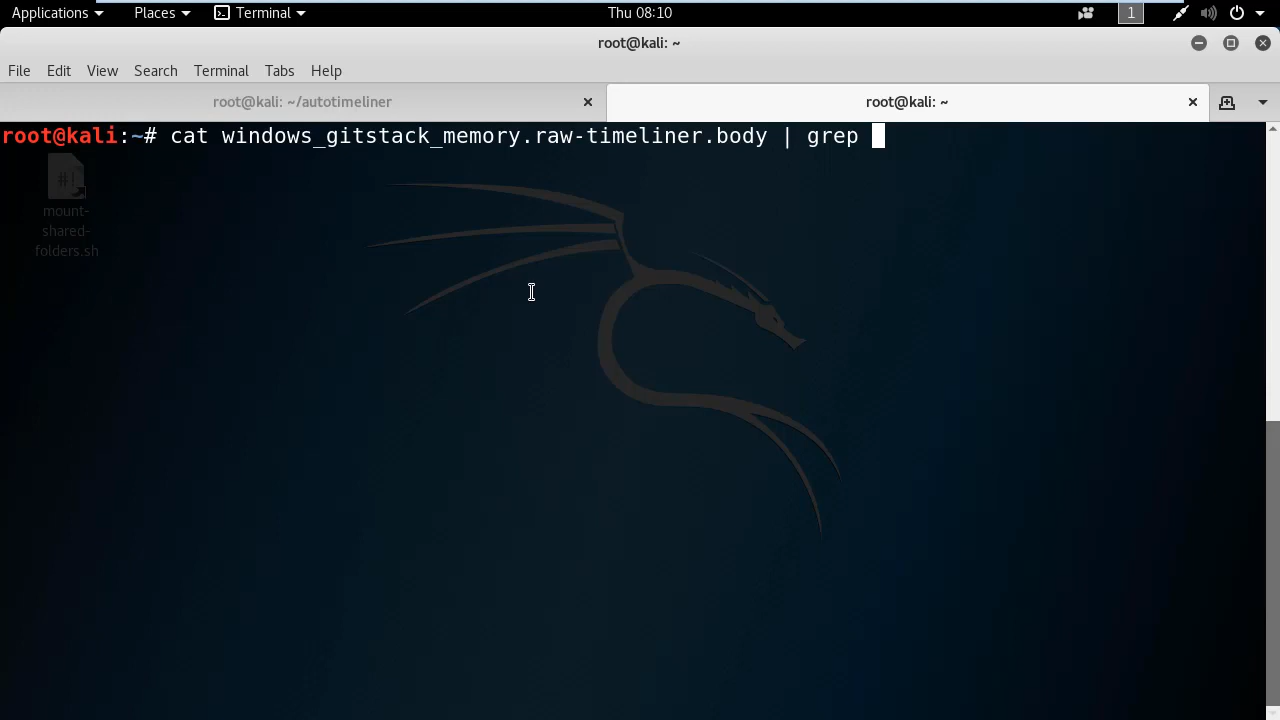 Applications Places Terminal Thu 08:10 1
root@kali: ~
File Edit View Search Terminal Tabs Help
root@kali: ~/autotimeliner root@kali: ~
root@kali:~# cat windows_gitstack_memory.raw-timeliner.body | grep
#!
mount-
shared-
folders.sh